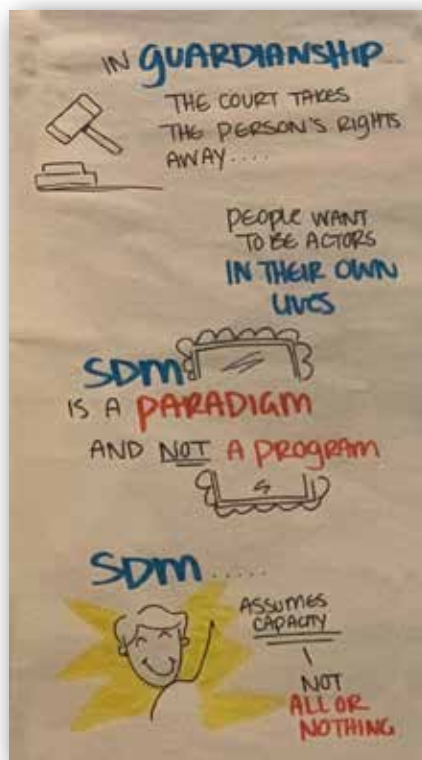 IN GUARDIANSHIP...
THE COURT TAKES
THE PERSON'S RIGHTS
AWAY....
PEOPLE WANT
TO BE ACTORS
IN THEIR OWN
LIVES
SDM
IS A PARADIGM
AND NOT A PROGRAM
SDM.....
ASSUMES
CAPACITY
NOT
ALL OR
NOTHING